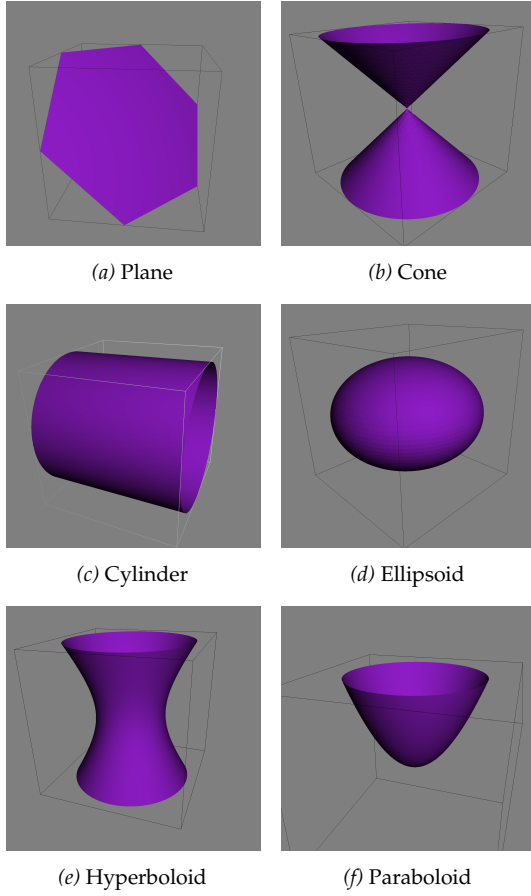 (a) Plane
(b) Cone
(c) Cylinder
(d) Ellipsoid
(e) Hyperboloid
(f) Paraboloid